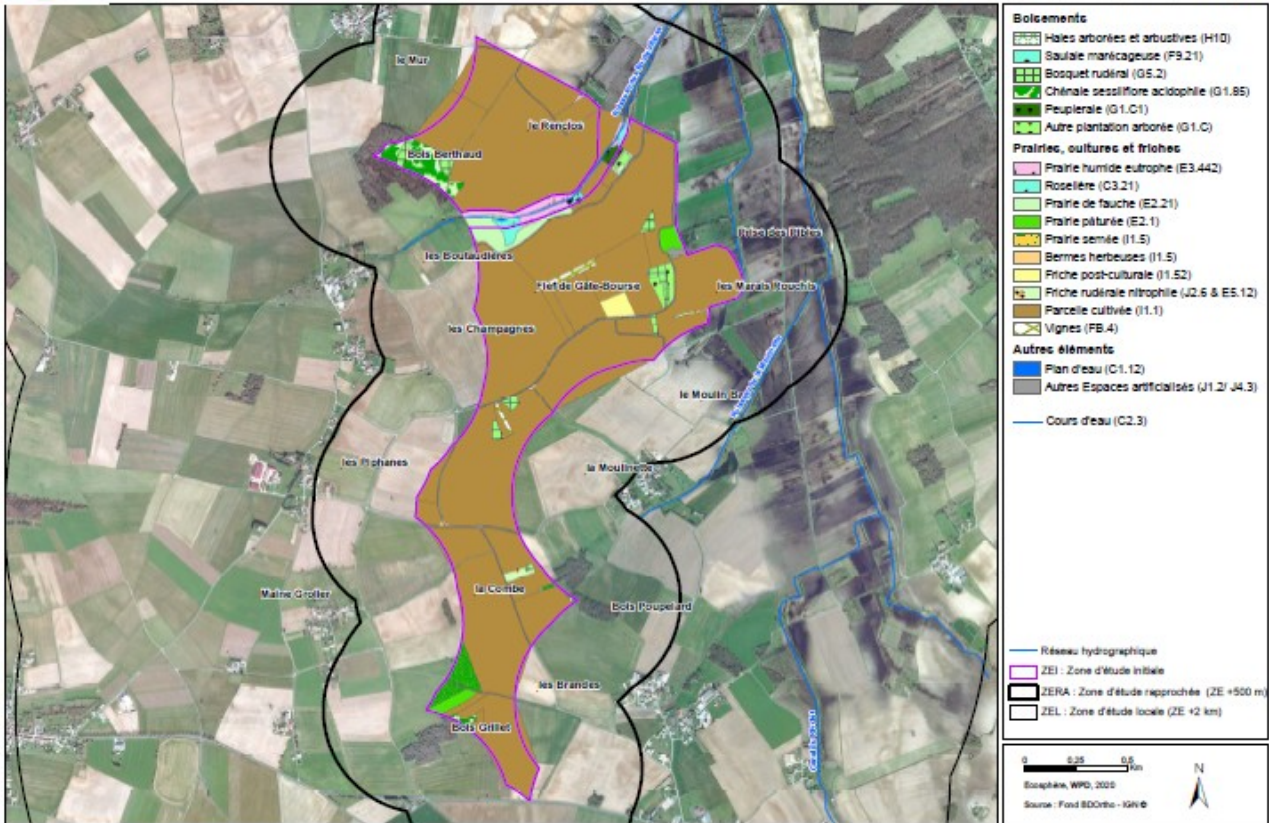 le Mur
le Renclos
Bois Berthaud
Prise des Pibles
les Boutaudières
Fief de Gâte-Bourse
les Marais Rouchis
les Champagnes
le Moulin
les Piphanes
la Moulinette
Maine Groller
la Combe
Bois Poupelard
les Brandes
Bois Grillet
Boisements
Haies arborées et arbustives (H10)
Saulaie marécageuse (F9.21)
Bosquet rudéral (G5.2)
Chênaie sessiliflore acidophile (G1.85)
Peupleraie (G1.C1)
Autre plantation arborée (G1.C)
Prairies, cultures et friches
Prairie humide eutrophe (E3.442)
Roselière (C3.21)
Prairie de fauche (E2.21)
Prairie pâturée (E2.1)
Prairie semée (I1.5)
Bermes herbeuses (I1.5)
Friche post-culturale (I1.52)
Friche rudérale nitrophile (J2.6 & E5.12)
Parcelle cultivée (I1.1)
Vignes (FB.4)
Autres éléments
Plan d'eau (C1.12)
Autres Espaces artificialisés (J1.2/ J4.3)
Cours d'eau (C2.3)
Réseau hydrographique
ZEI : Zone d'étude initiale
ZERA : Zone d'étude rapprochée (ZE +500 m)
ZEL : Zone d'étude locale (ZE +2 km)
0 0,25 0,5
Km
N
Ecosphère, WPD, 2020
Source : Fond BDOrtho - IGN ©